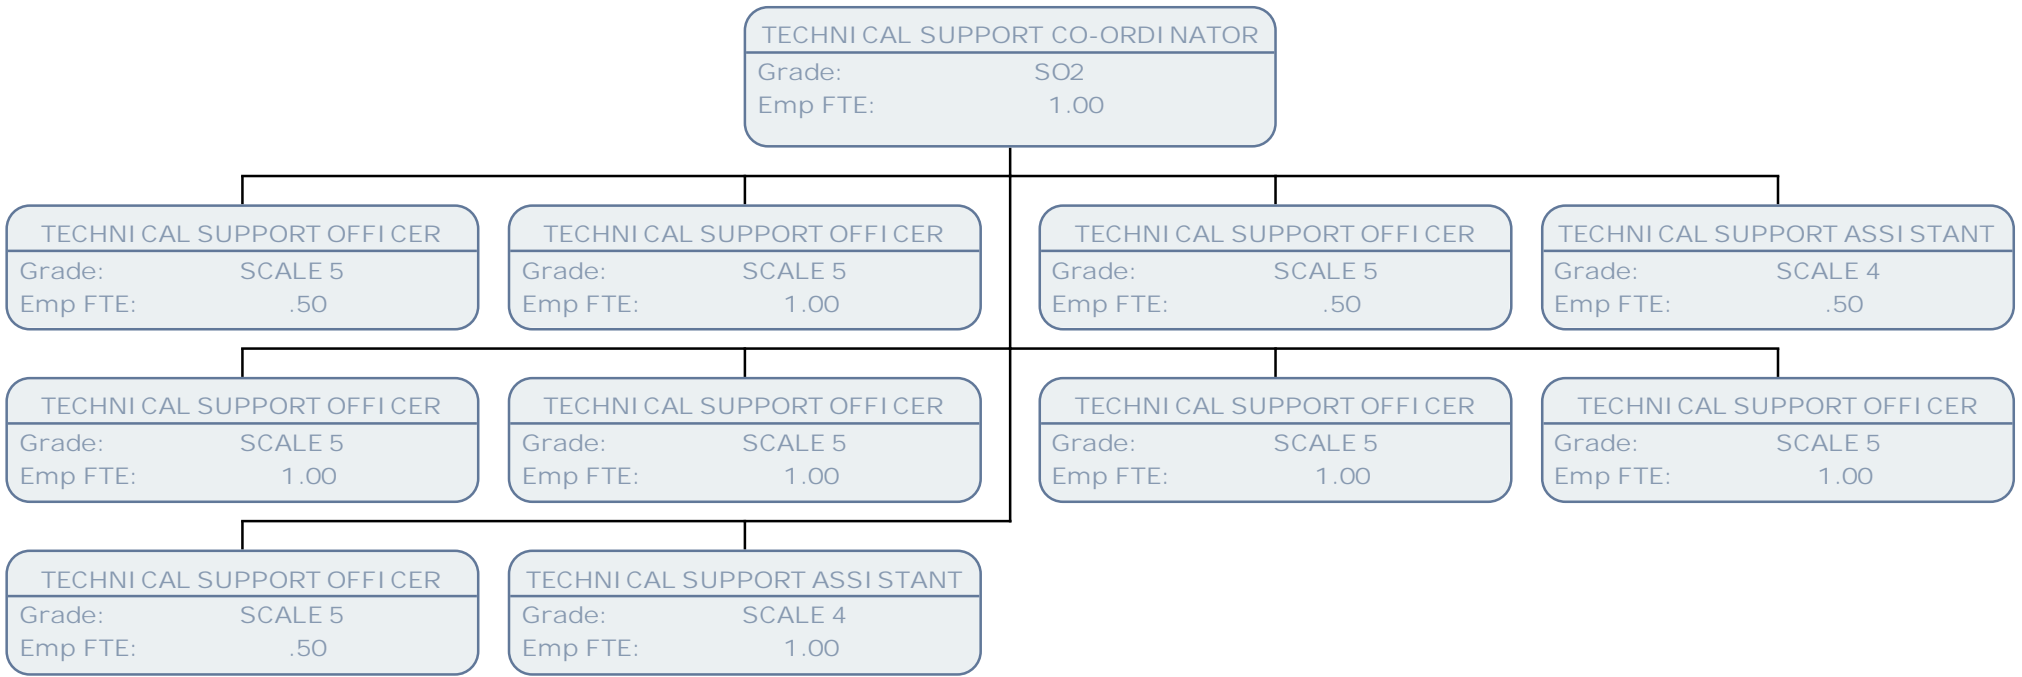 TECHNICAL SUPPORT CO-ORDINATOR
Grade: SO2
Emp FTE: 1.00
TECHNICAL SUPPORT OFFICER
Grade: SCALE 5
Emp FTE: .50
TECHNICAL SUPPORT OFFICER
Grade: SCALE 5
Emp FTE: 1.00
TECHNICAL SUPPORT OFFICER
Grade: SCALE 5
Emp FTE: .50
TECHNICAL SUPPORT ASSISTANT
Grade: SCALE 4
Emp FTE: .50
TECHNICAL SUPPORT OFFICER
Grade: SCALE 5
Emp FTE: 1.00
TECHNICAL SUPPORT OFFICER
Grade: SCALE 5
Emp FTE: 1.00
TECHNICAL SUPPORT OFFICER
Grade: SCALE 5
Emp FTE: 1.00
TECHNICAL SUPPORT OFFICER
Grade: SCALE 5
Emp FTE: 1.00
TECHNICAL SUPPORT OFFICER
Grade: SCALE 5
Emp FTE: .50
TECHNICAL SUPPORT ASSISTANT
Grade: SCALE 4
Emp FTE: 1.00